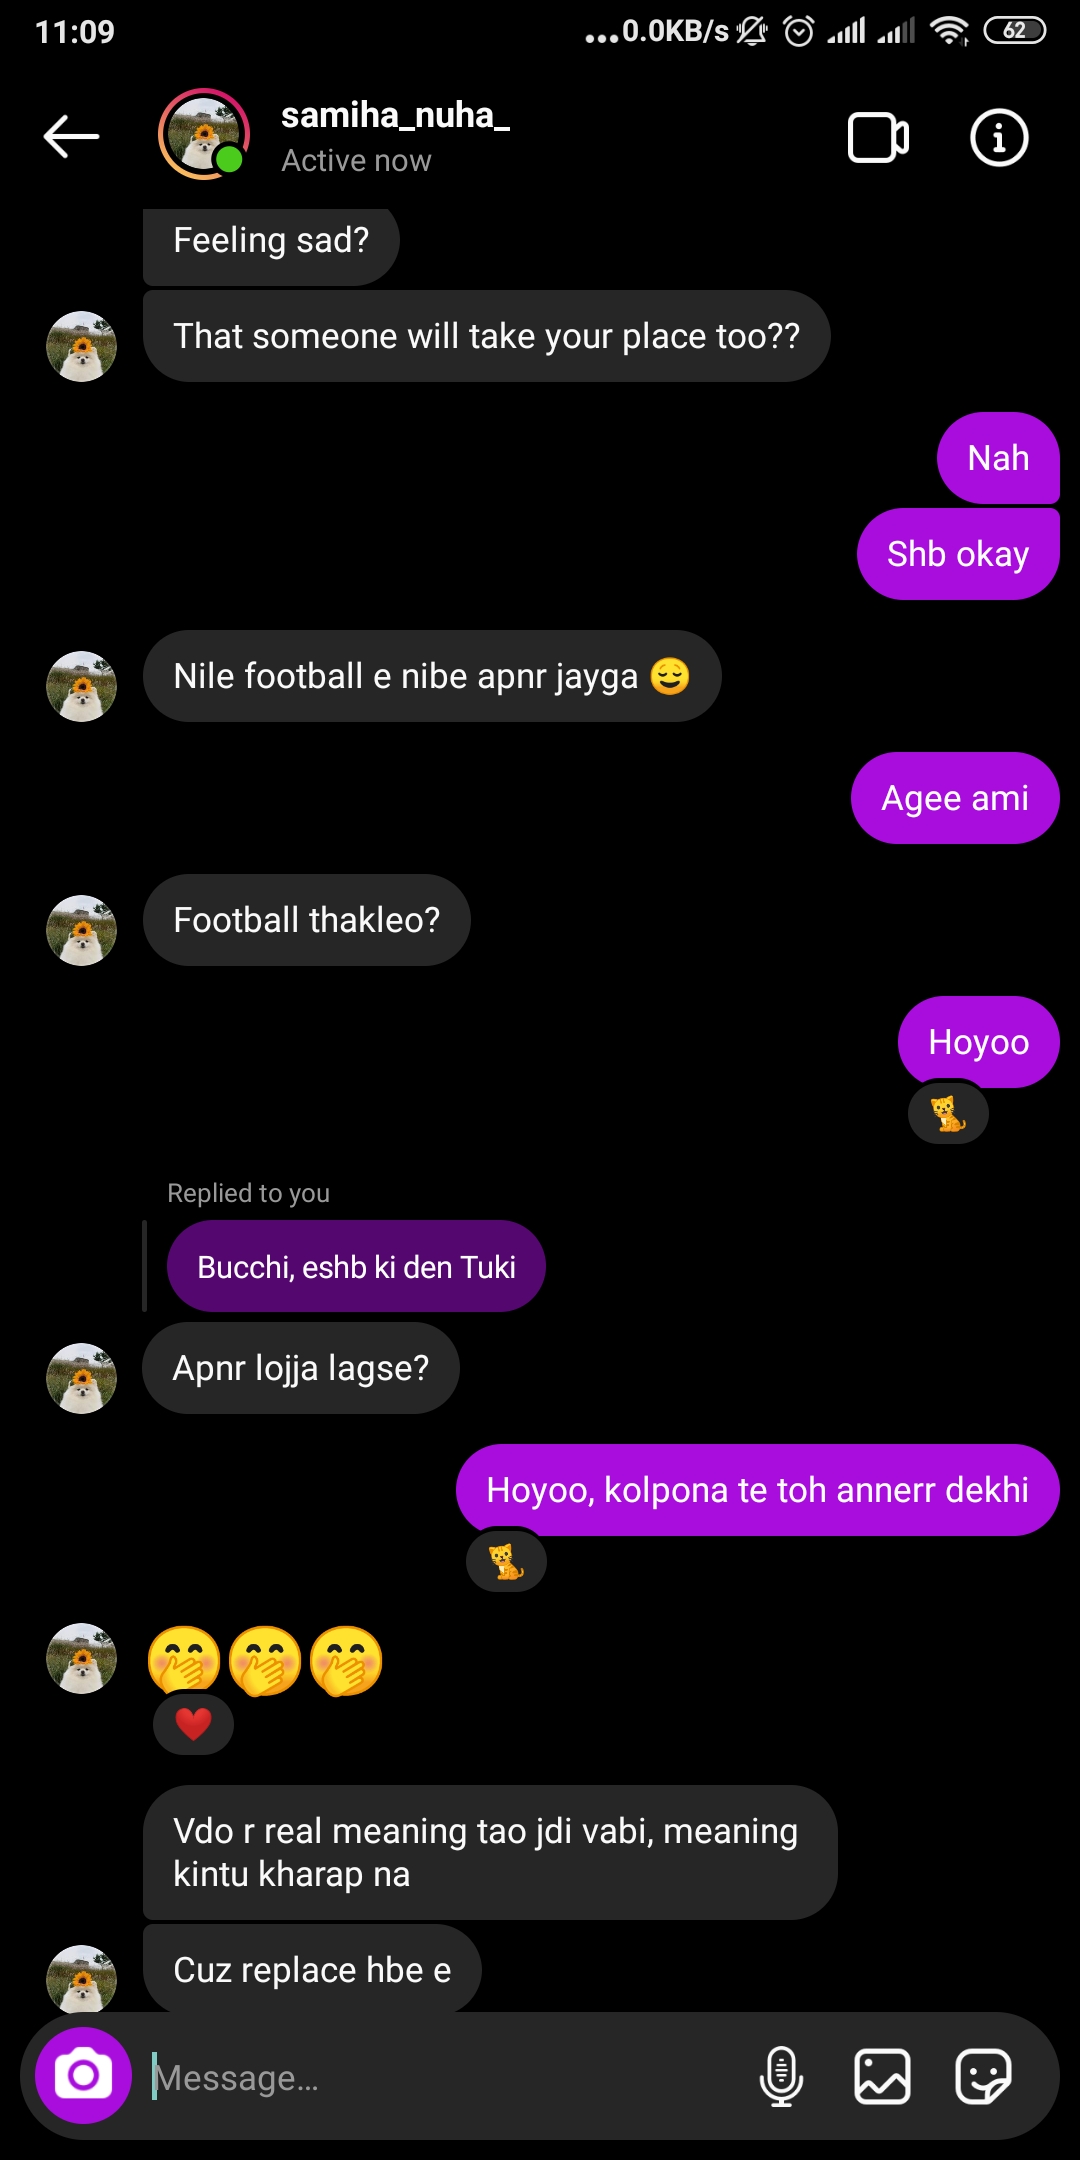 11:09
...0.0KB/s
62
samiha_nuha_
Active now
Feeling sad?
That someone will take your place too??
Nah
Shb okay
Nile football e nibe apnr jayga 😌
Agee ami
Football thakleo?
Hoyoo
🐈
Replied to you
Bucchi, eshb ki den Tuki
Apnr lojja lagse?
Hoyoo, kolpona te toh annerr dekhi
🐈
🤭🤭🤭
❤️
Vdo r real meaning tao jdi vabi, meaning
kintu kharap na
Cuz replace hbe e
Message...